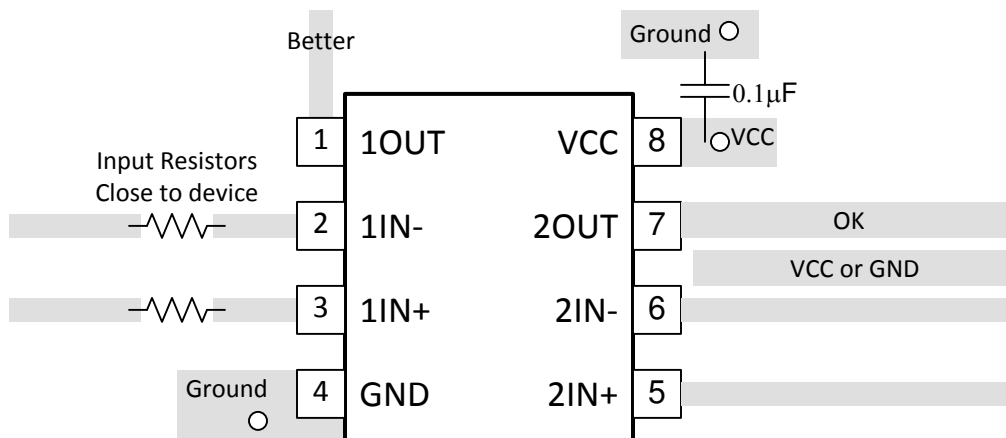 Better
Ground
0.1µF
1 1OUT VCC 8 VCC
Input Resistors
Close to device
2 1IN- 2OUT 7 OK
VCC or GND
3 1IN+ 2IN- 6
Ground
4 GND 2IN+ 5